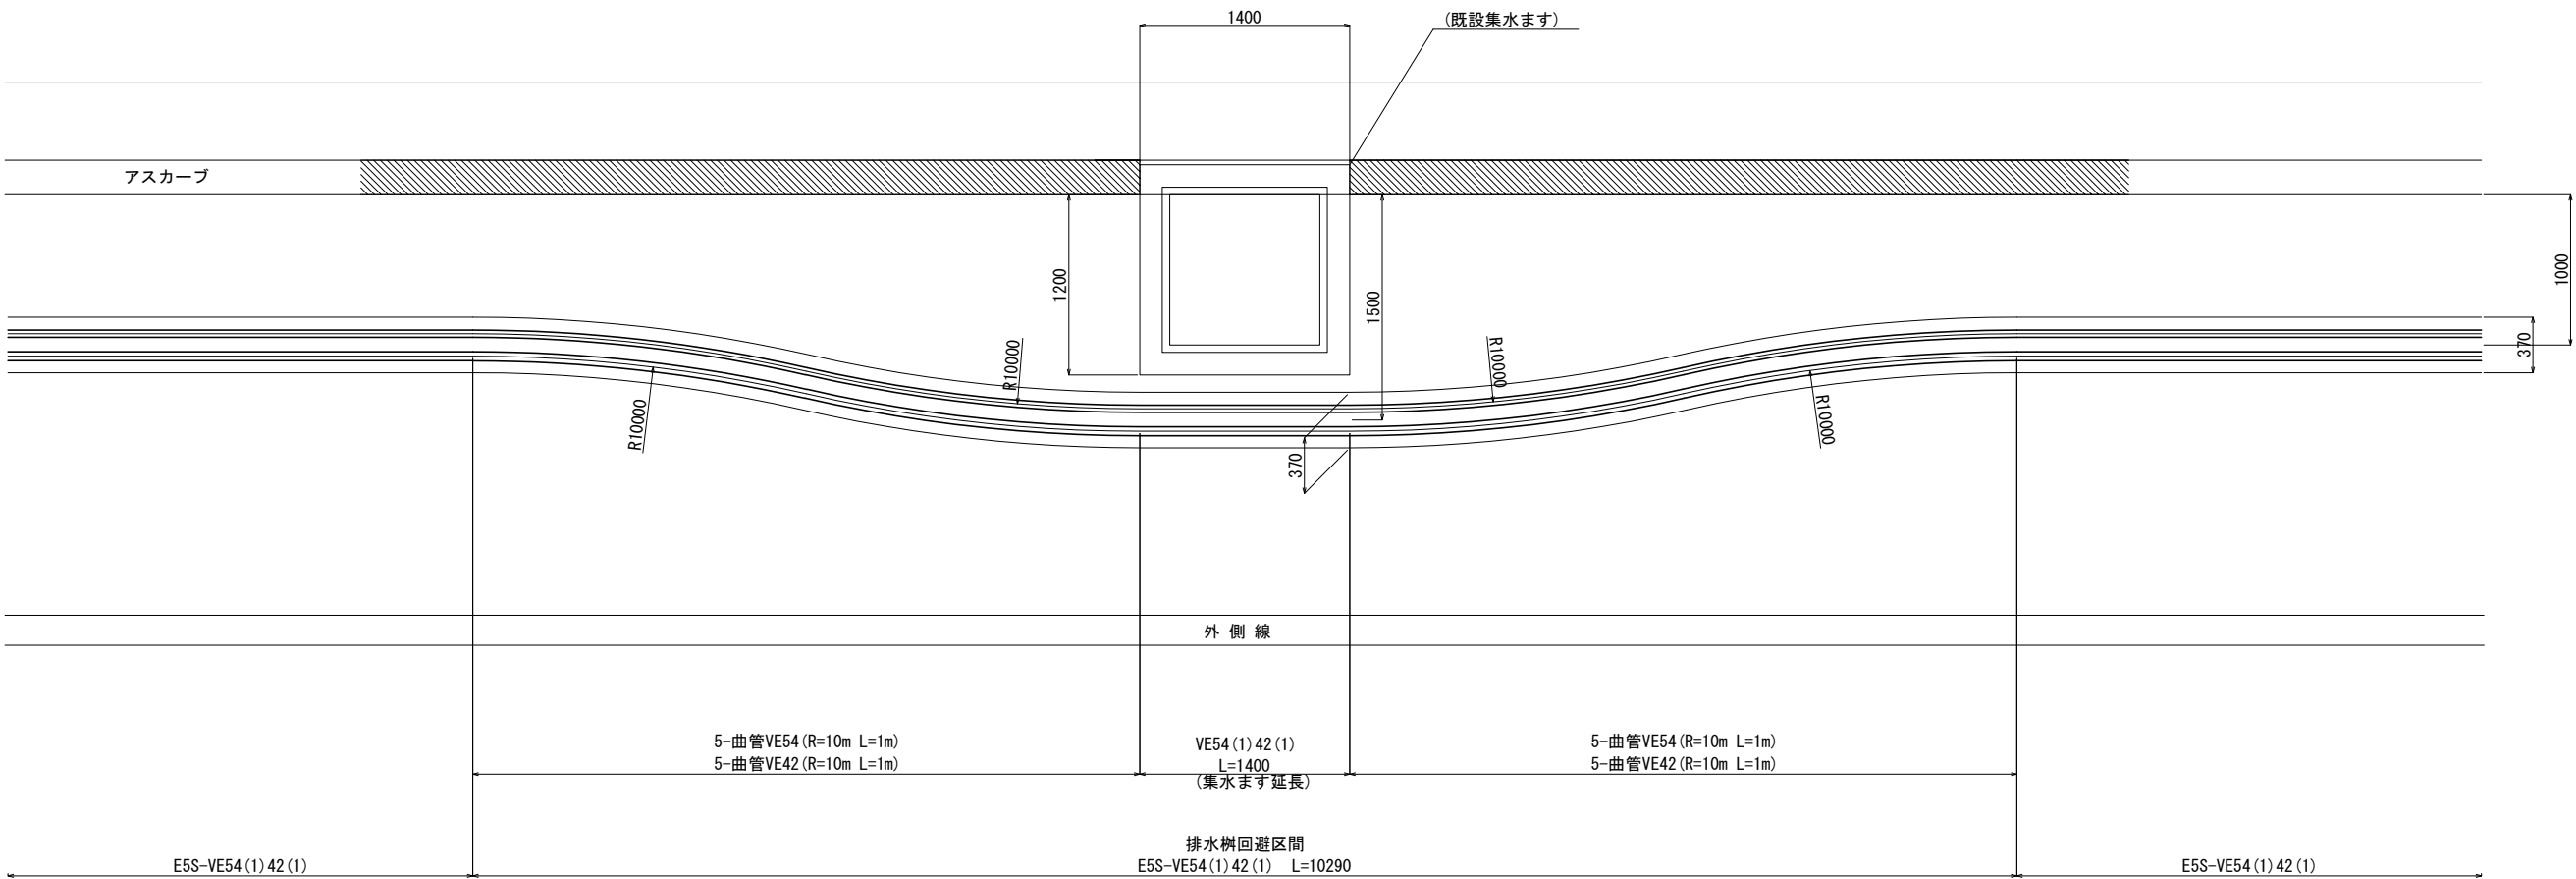 1400
(既設集水ます)
アスカーブ
1200
1500
1000
370
R10000
R10000
R10000
R10000
370
外 側 線
5-曲管VE54(R=10m L=1m)
5-曲管VE42(R=10m L=1m)
VE54(1)42(1)
L=1400
(集水ます延長)
5-曲管VE54(R=10m L=1m)
5-曲管VE42(R=10m L=1m)
排水桝回避区間
E5S-VE54(1)42(1)
E5S-VE54(1)42(1) L=10290
E5S-VE54(1)42(1)